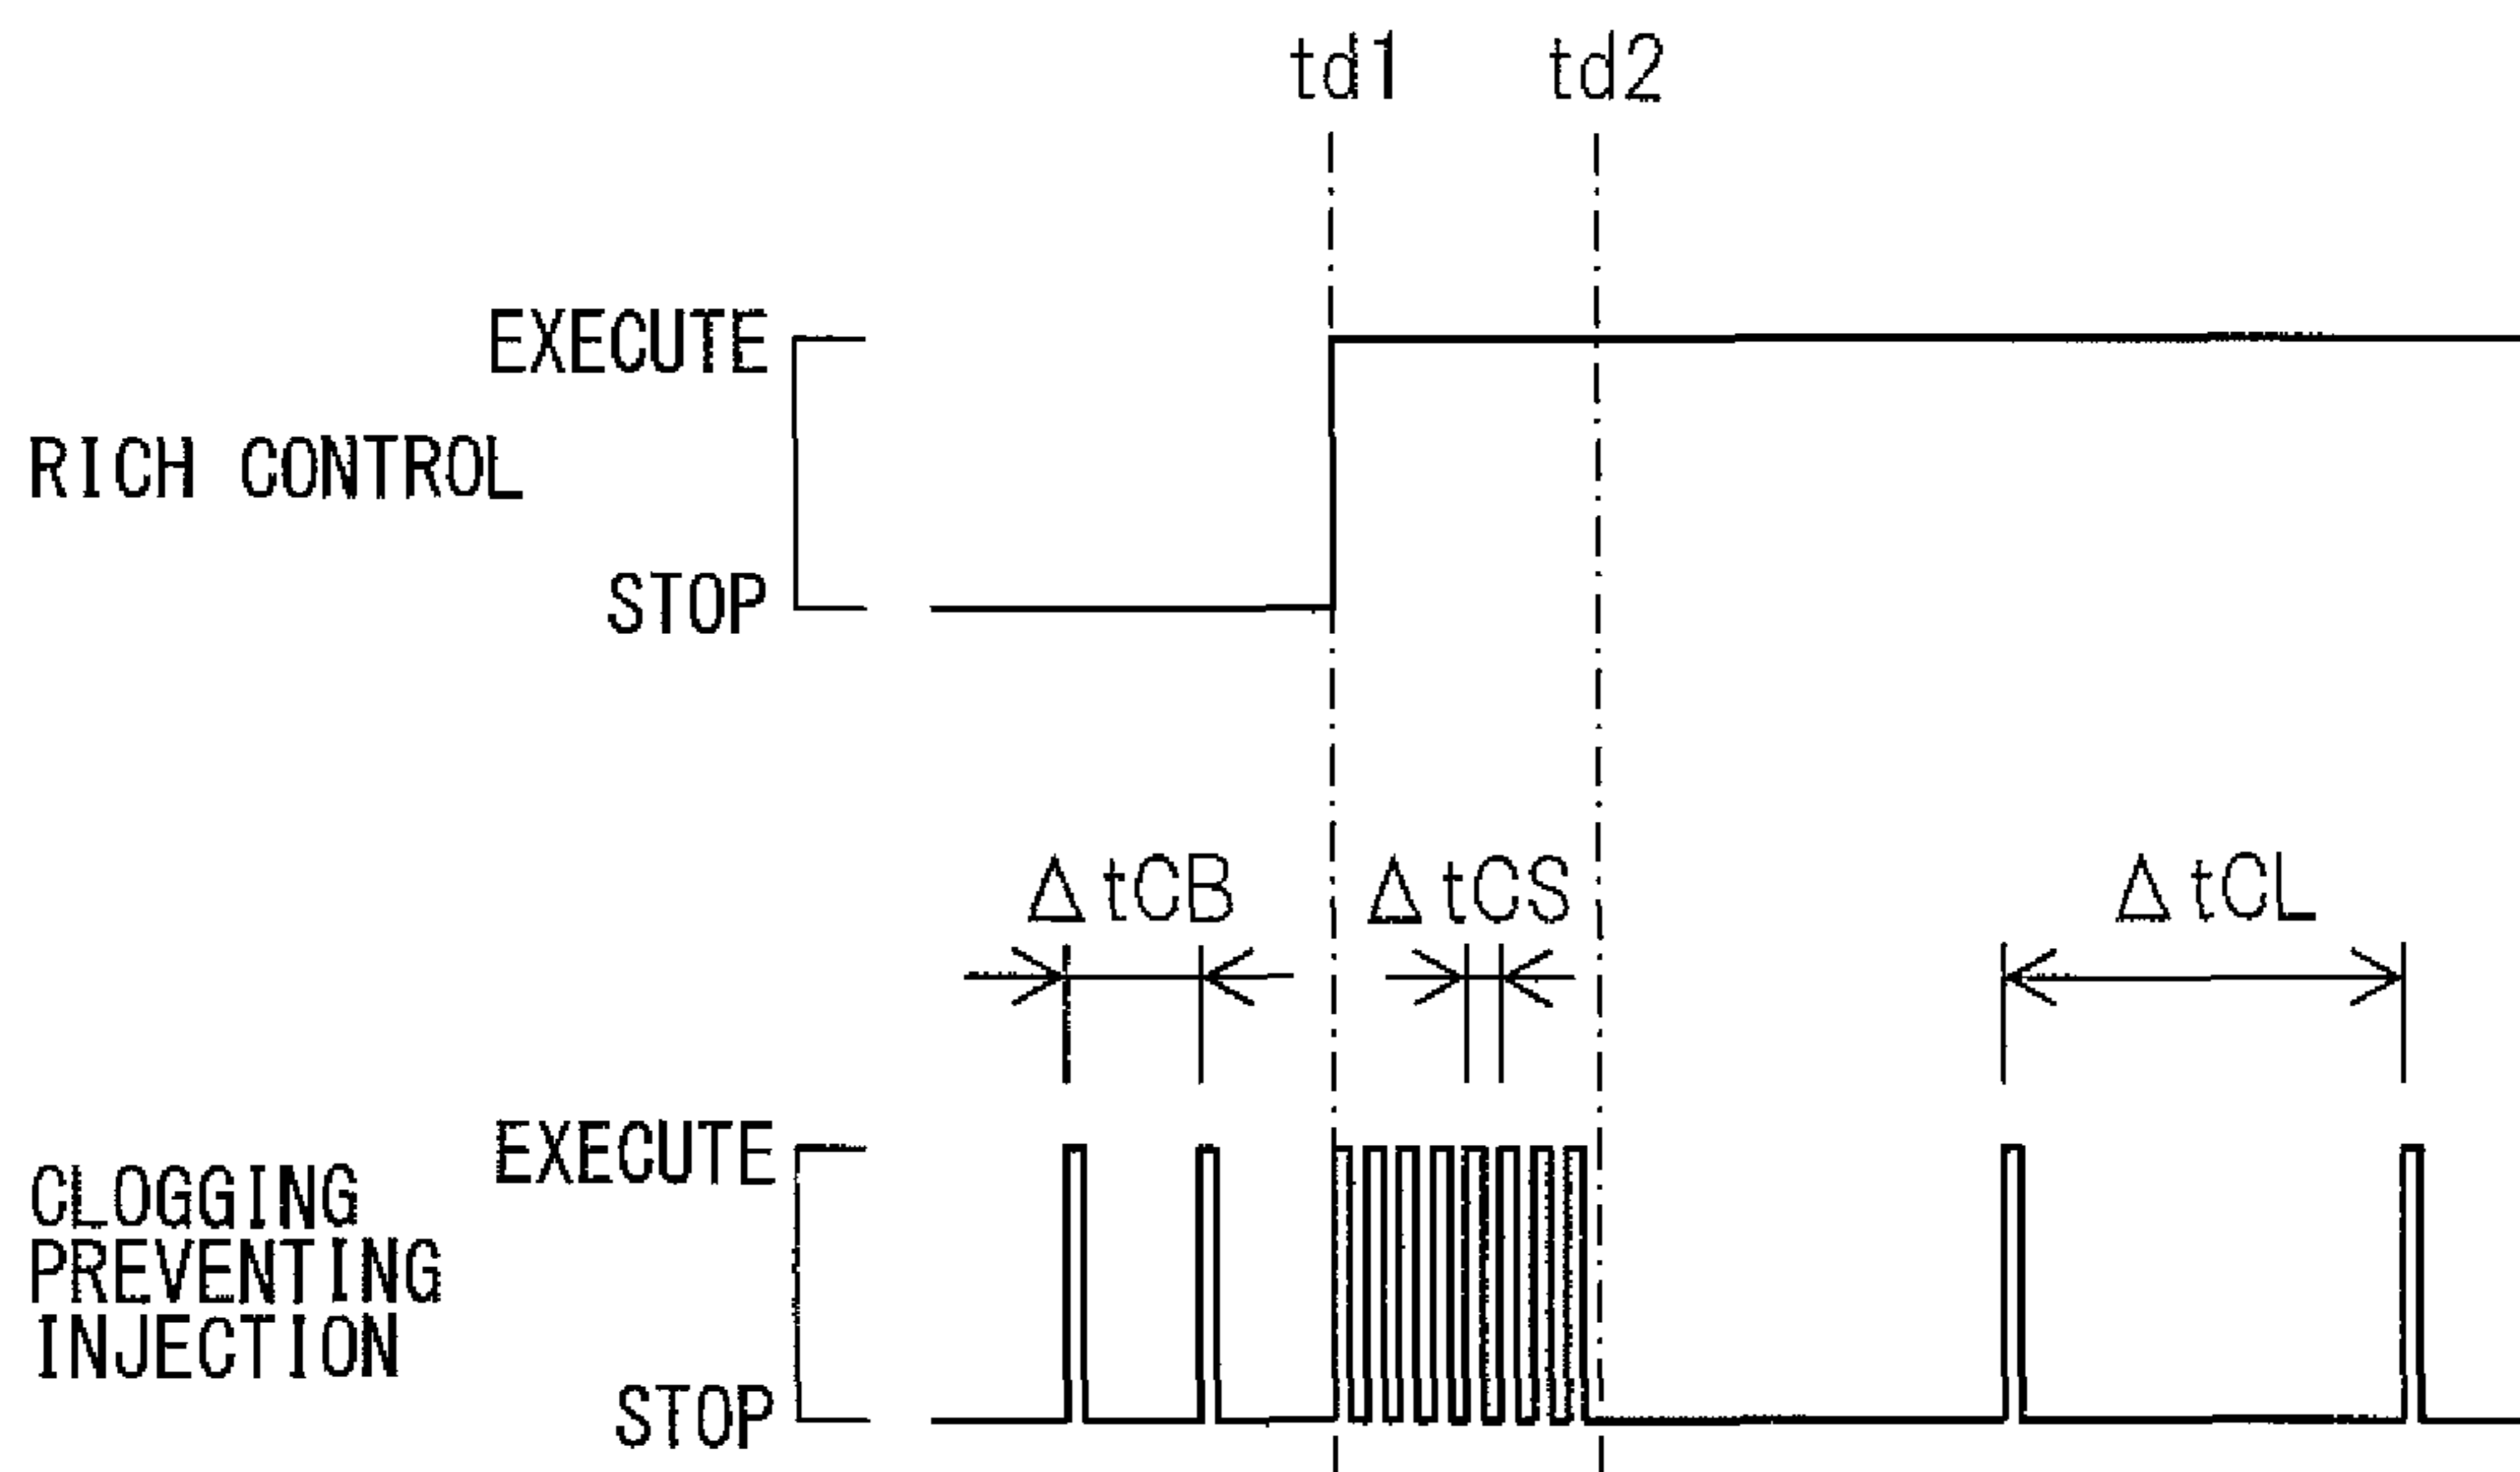 td1 td2
EXECUTE
RICH CONTROL
STOP
ΔtCB ΔtCS ΔtCL
EXECUTE
CLOGGING
PREVENTING
INJECTION
STOP